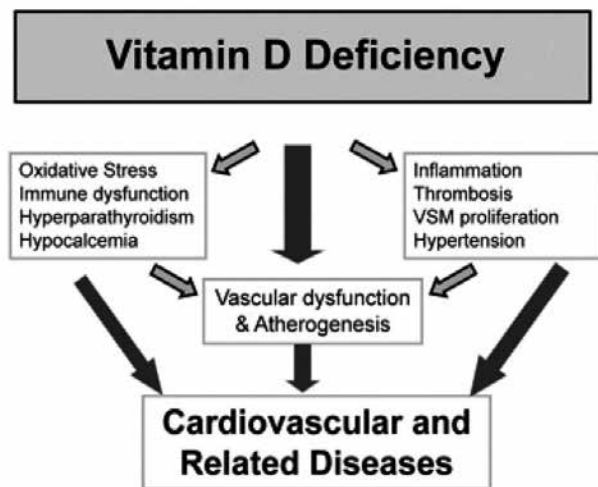 Vitamin D Deficiency
Oxidative Stress
Immune dysfunction
Hyperparathyroidism
Hypocalcemia
Inflammation
Thrombosis
VSM proliferation
Hypertension
Vascular dysfunction
& Atherogenesis
Cardiovascular and
Related Diseases